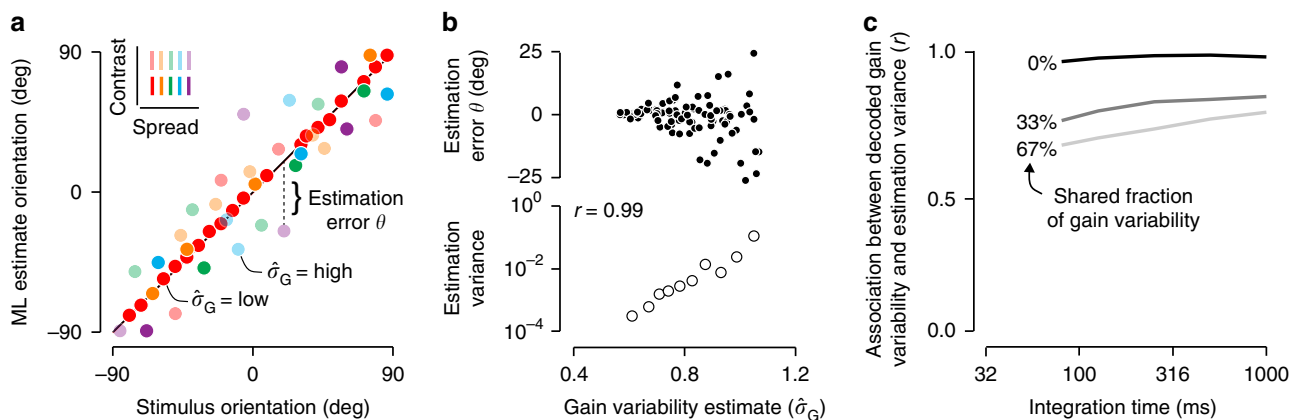 a
ML estimate orientation (deg)
90
0
−90
−90
0
90
Stimulus orientation (deg)
Contrast
Spread
Estimation
error θ
σ̂G = high
σ̂G = low
b
Estimation
error θ (deg)
25
0
−25
Estimation
variance
10⁰
10⁻²
10⁻⁴
r = 0.99
0.4
0.8
1.2
Gain variability estimate (σ̂G)
c
Association between decoded gain
variability and estimation variance (r)
1.0
0.5
0.0
0%
33%
67%
Shared fraction
of gain variability
32
100
316
1000
Integration time (ms)